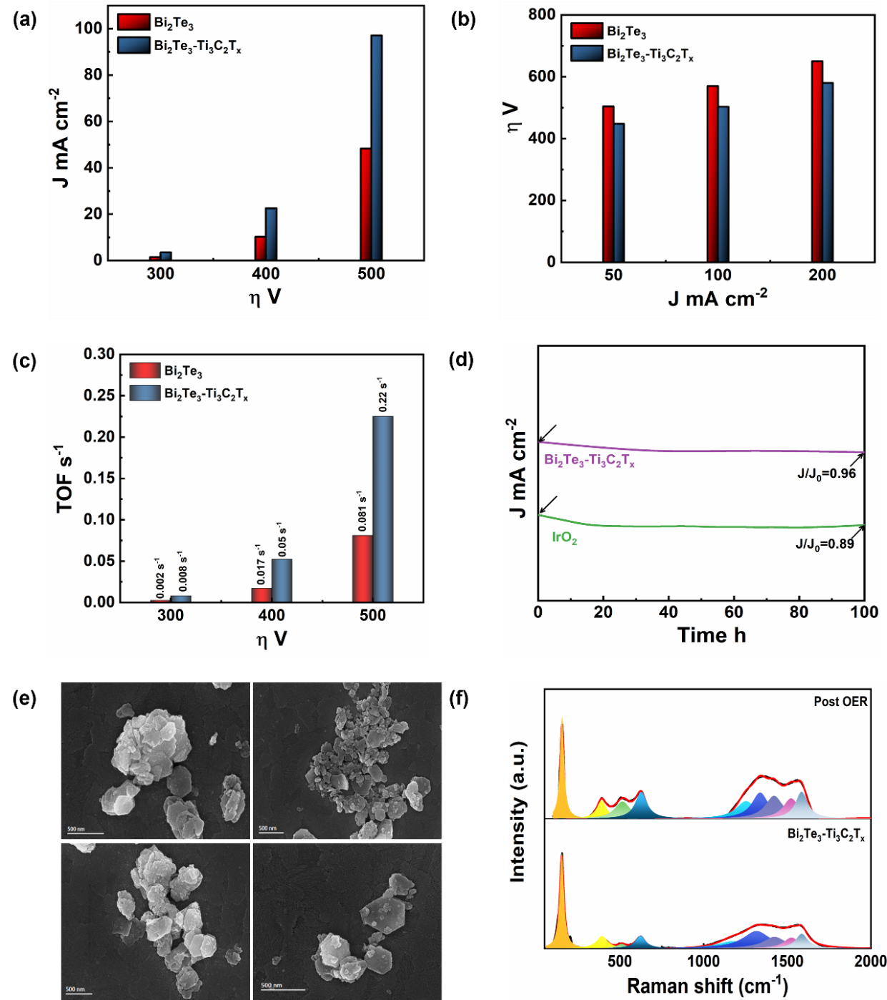 (a)
Bi₂Te₃
Bi₂Te₃-Ti₃C₂Tₓ
J mA cm⁻²
100
80
60
40
20
0
300 400 500
η V
(b)
Bi₂Te₃
Bi₂Te₃-Ti₃C₂Tₓ
η V
800
600
400
200
0
50 100 200
J mA cm⁻²
(c)
Bi₂Te₃
Bi₂Te₃-Ti₃C₂Tₓ
TOF s⁻¹
0.30
0.25
0.20
0.15
0.10
0.05
0.00
0.002 s⁻¹
0.008 s⁻¹
0.017 s⁻¹
0.05 s⁻¹
0.081 s⁻¹
0.22 s⁻¹
300 400 500
η V
(d)
J mA cm⁻²
Bi₂Te₃-Ti₃C₂Tₓ
J/J₀=0.96
IrO₂
J/J₀=0.89
0 20 40 60 80 100
Time h
(e)
500 nm
500 nm
500 nm
500 nm
(f)
Intensity (a.u.)
Post OER
Bi₂Te₃-Ti₃C₂Tₓ
500 1000 1500 2000
Raman shift (cm⁻¹)